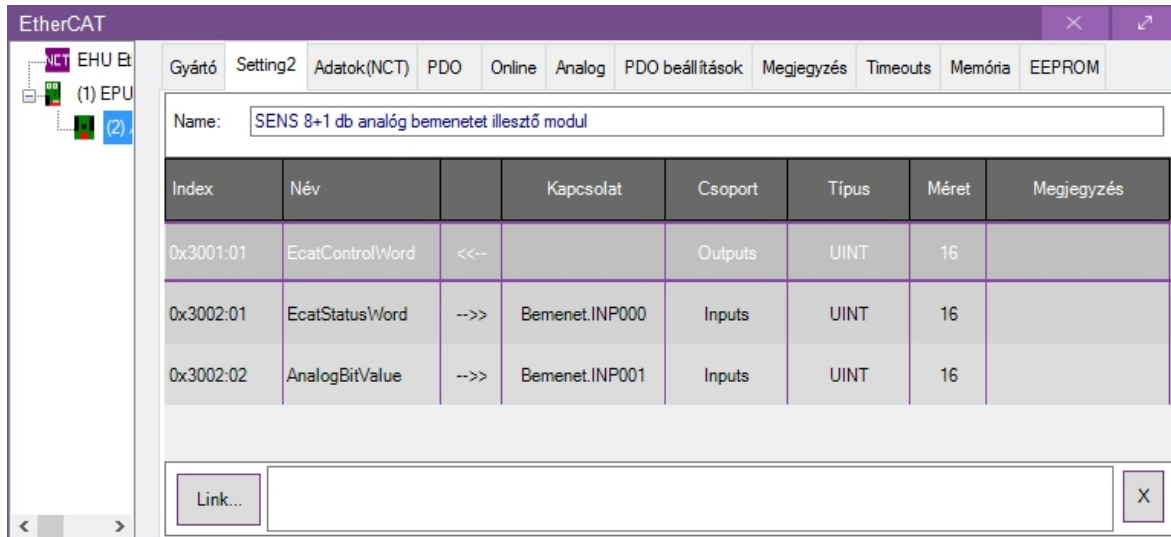 EtherCAT
NCT EHU Et
(1) EPU
(2)
Gyártó Setting2 Adatok(NCT) PDO Online Analog PDO beállítások Megjegyzés Timeouts Memória EEPROM
Name: SENS 8+1 db analóg bemenetet illesztő modul
Index Név Kapcsolat Csoport Típus Méret Megjegyzés
0x3001:01 EcatControlWord <<-- Outputs UINT 16
0x3002:01 EcatStatusWord -->> Bemenet.INP000 Inputs UINT 16
0x3002:02 AnalogBitValue -->> Bemenet.INP001 Inputs UINT 16
Link... X